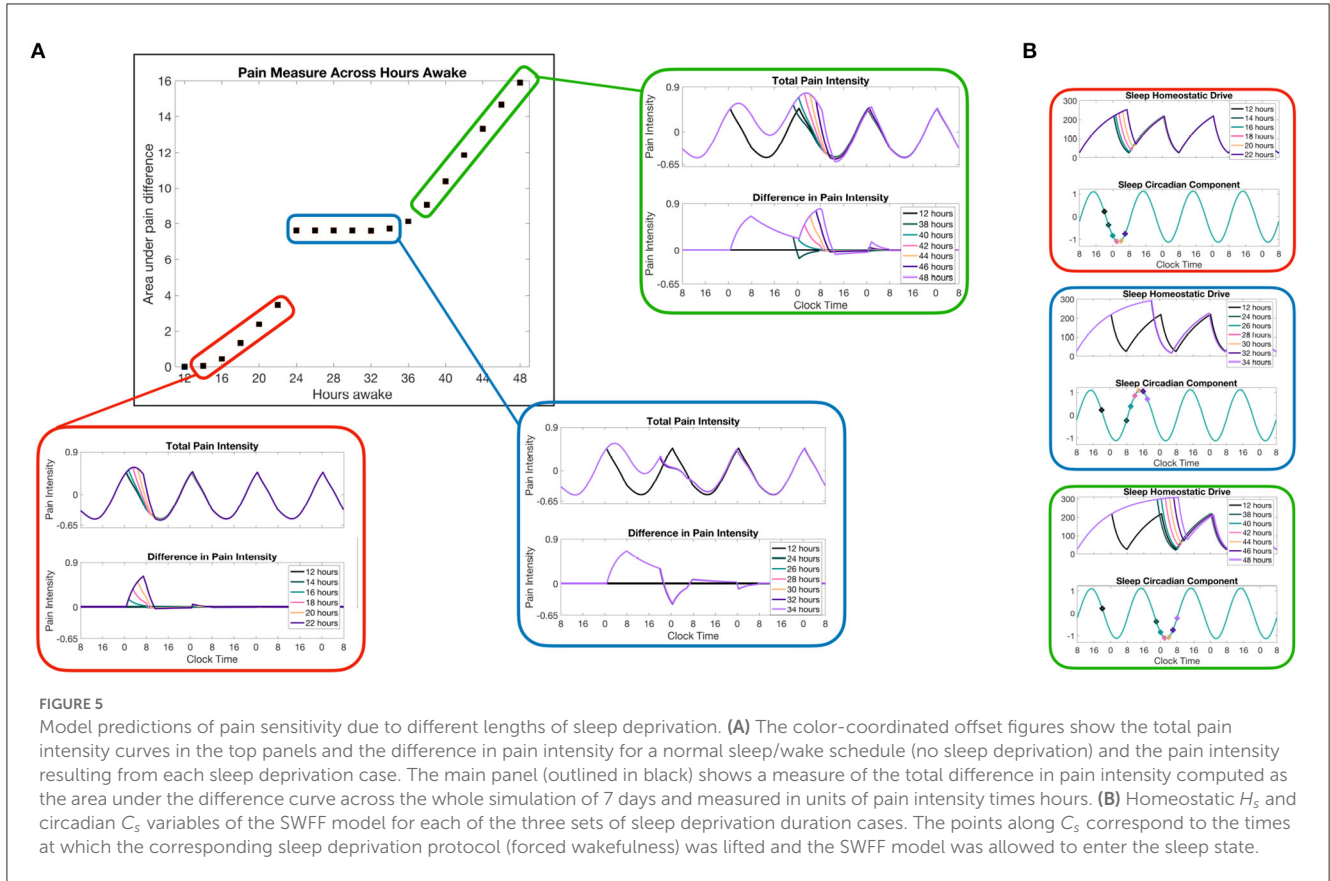 A
Pain Measure Across Hours Awake
16
12
8
4
0
Area under pain difference
12 16 20 24 28 32 36 40 44 48
Hours awake
Total Pain Intensity
0.9
0
-0.65
Pain Intensity
Difference in Pain Intensity
0.9
0
-0.65
Pain Intensity
12 hours
38 hours
40 hours
42 hours
44 hours
46 hours
48 hours
8 16 0 8 16 0 8 16 0 8 16 0 8
Clock Time
Total Pain Intensity
0.9
0
-0.65
Pain Intensity
Difference in Pain Intensity
0.9
0
-0.65
Pain Intensity
12 hours
14 hours
16 hours
18 hours
20 hours
22 hours
8 16 0 8 16 0 8 16 0 8 16 0 8
Clock Time
Total Pain Intensity
0.9
0
-0.65
Pain Intensity
Difference in Pain Intensity
0.9
0
-0.65
Pain Intensity
12 hours
24 hours
26 hours
28 hours
30 hours
32 hours
34 hours
8 16 0 8 16 0 8 16 0 8 16 0 8
Clock Time
B
Sleep Homeostatic Drive
300
200
100
0
12 hours
14 hours
16 hours
18 hours
20 hours
22 hours
Sleep Circadian Component
1
0
-1
8 16 0 8 16 0 8 16 0 8 16 0 8
Clock Time
Sleep Homeostatic Drive
300
200
100
0
12 hours
24 hours
26 hours
28 hours
30 hours
32 hours
34 hours
Sleep Circadian Component
1
0
-1
8 16 0 8 16 0 8 16 0 8 16 0 8
Clock Time
Sleep Homeostatic Drive
300
200
100
0
12 hours
38 hours
40 hours
42 hours
44 hours
46 hours
48 hours
Sleep Circadian Component
1
0
-1
8 16 0 8 16 0 8 16 0 8 16 0 8
Clock Time
FIGURE 5
Model predictions of pain sensitivity due to different lengths of sleep deprivation. (A) The color-coordinated offset figures show the total pain
intensity curves in the top panels and the difference in pain intensity for a normal sleep/wake schedule (no sleep deprivation) and the pain intensity
resulting from each sleep deprivation case. The main panel (outlined in black) shows a measure of the total difference in pain intensity computed as
the area under the difference curve across the whole simulation of 7 days and measured in units of pain intensity times hours. (B) Homeostatic Hs and
circadian Cs variables of the SWFF model for each of the three sets of sleep deprivation duration cases. The points along Cs correspond to the times
at which the corresponding sleep deprivation protocol (forced wakefulness) was lifted and the SWFF model was allowed to enter the sleep state.